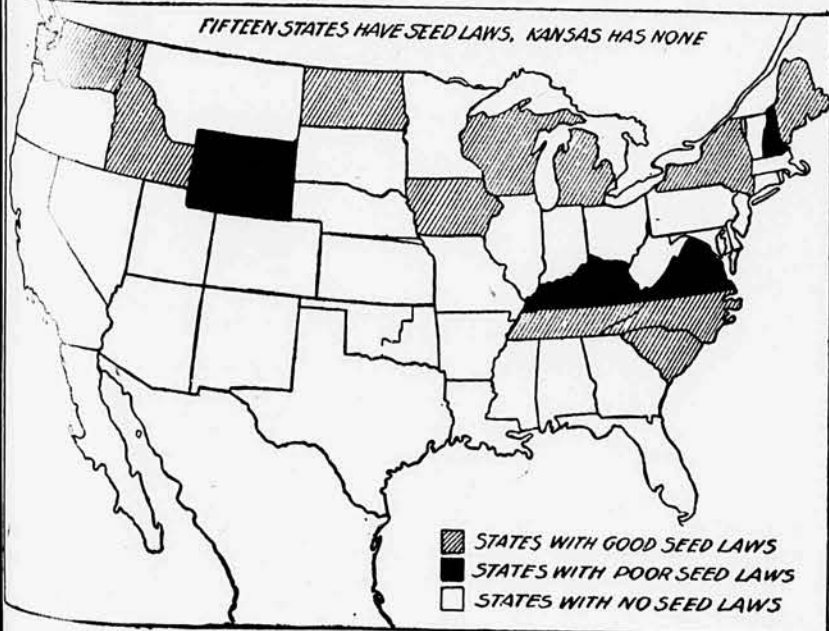 FIFTEEN STATES HAVE SEED LAWS, KANSAS HAS NONE
STATES WITH GOOD SEED LAWS
STATES WITH POOR SEED LAWS
STATES WITH NO SEED LAWS